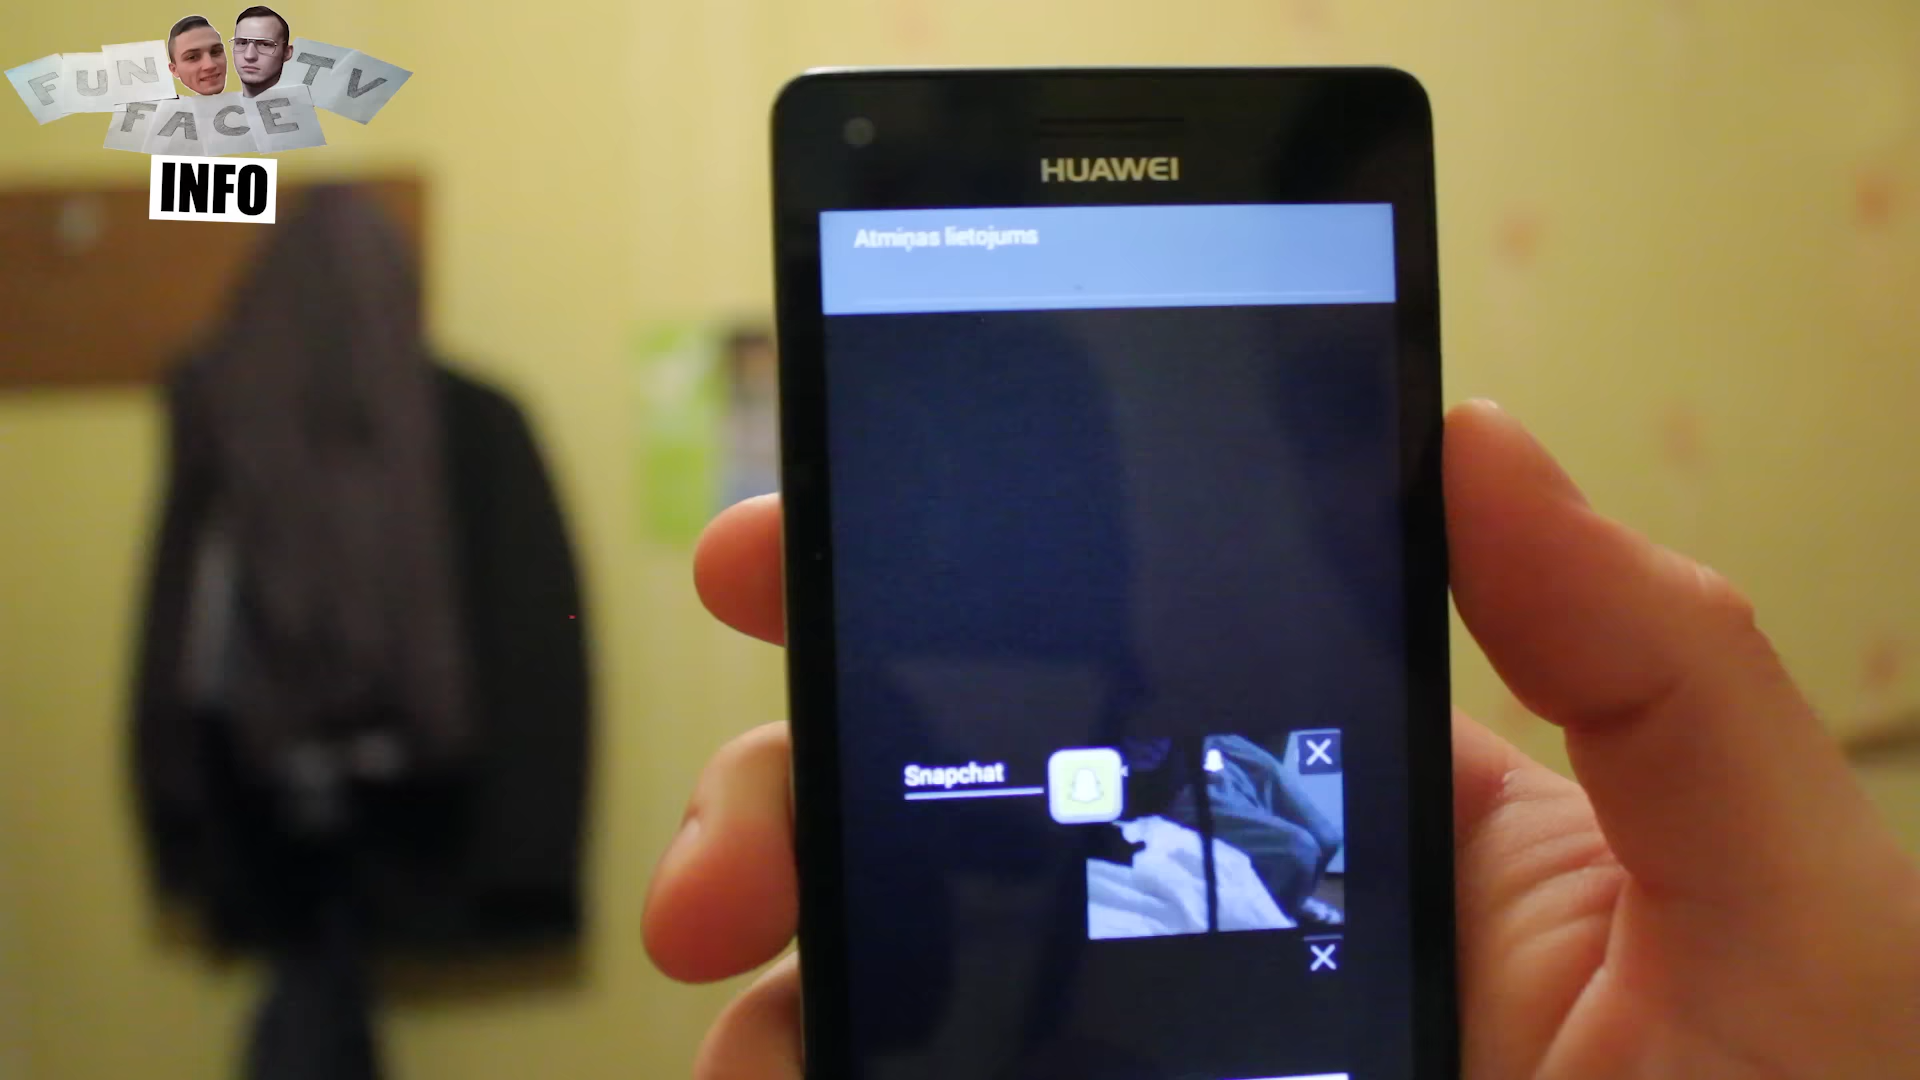 FUN TV
FACE
INFO
HUAWEI
Atmiņas lietojums
Snapchat